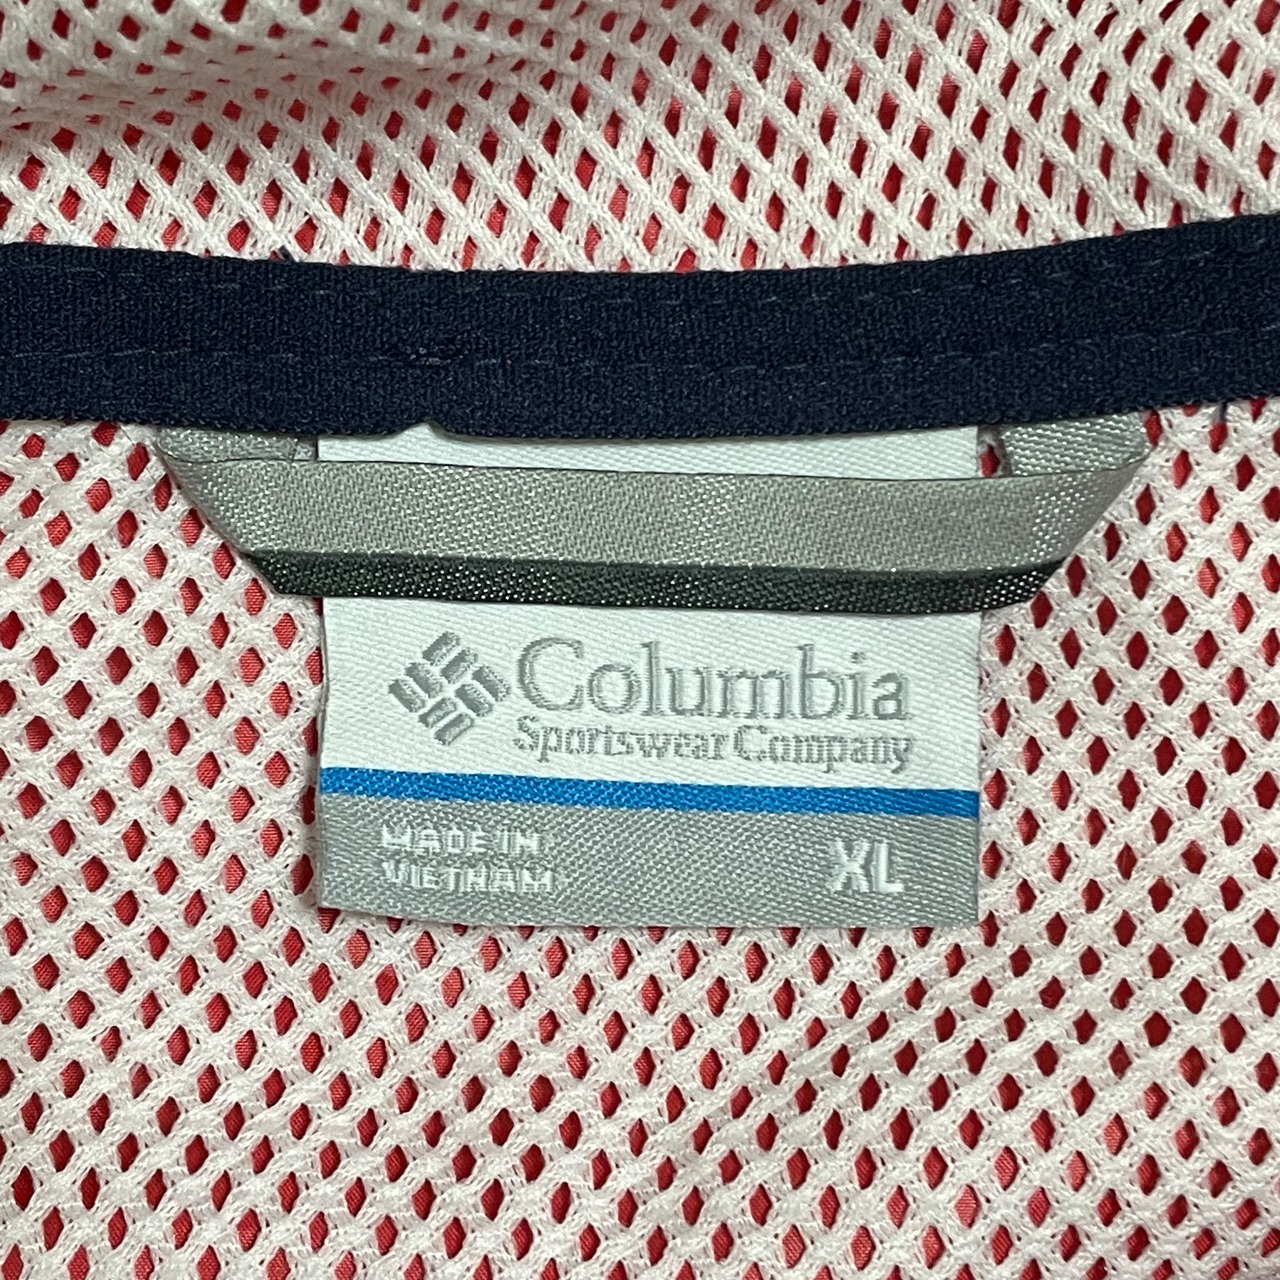 Columbia
Sportswear Company
MADE IN
VIETNAM
XL